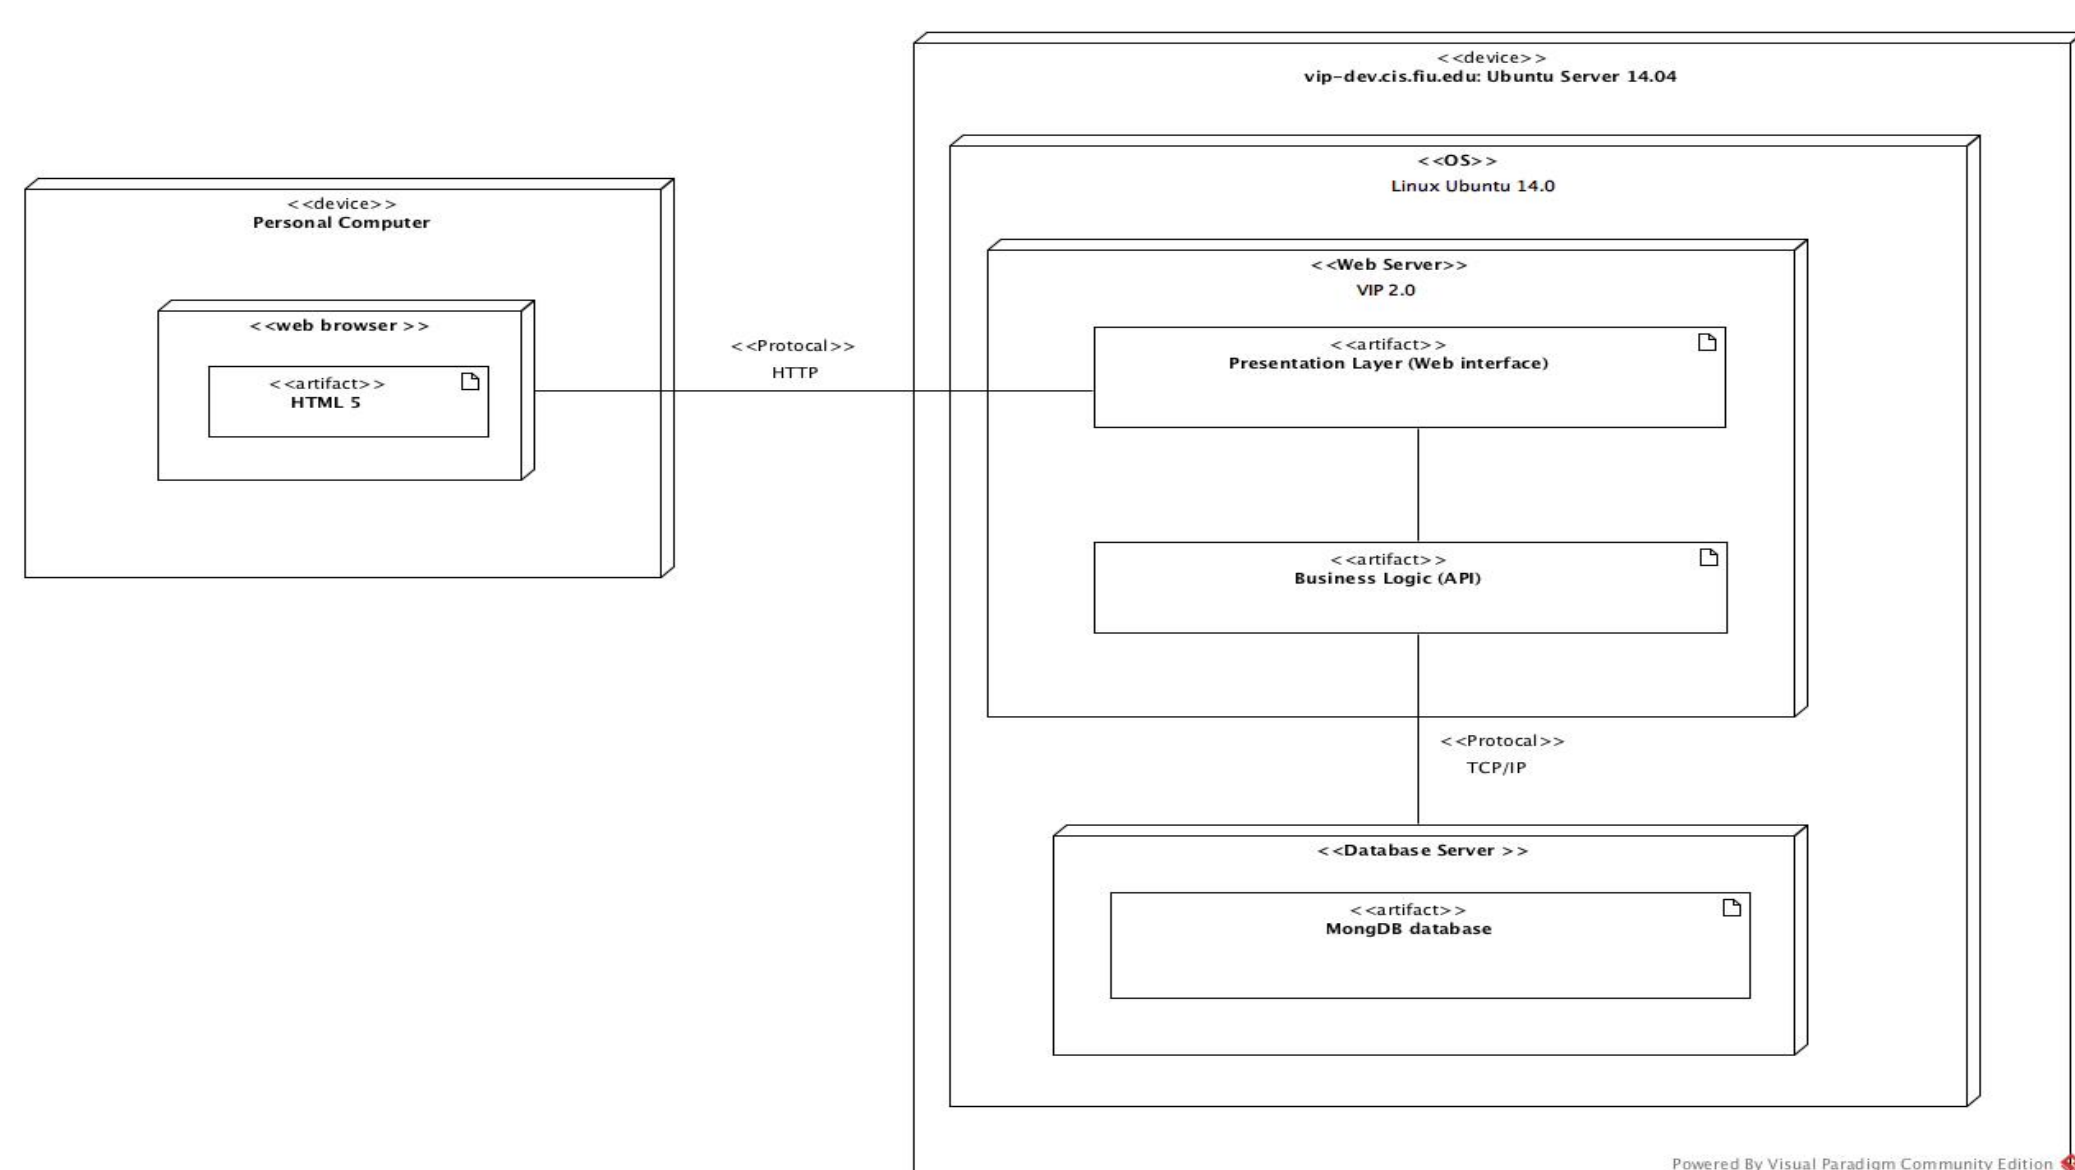 <<device>>
vip-dev.cis.fiu.edu: Ubuntu Server 14.04
<<OS>>
Linux Ubuntu 14.0
<<device>>
Personal Computer
<<web browser >>
<<artifact>>
HTML 5
<<Protocal>>
HTTP
<<Web Server>>
VIP 2.0
<<artifact>>
Presentation Layer (Web interface)
<<artifact>>
Business Logic (API)
<<Protocal>>
TCP/IP
<<Database Server >>
<<artifact>>
MongDB database
Powered By Visual Paradigm Community Edition